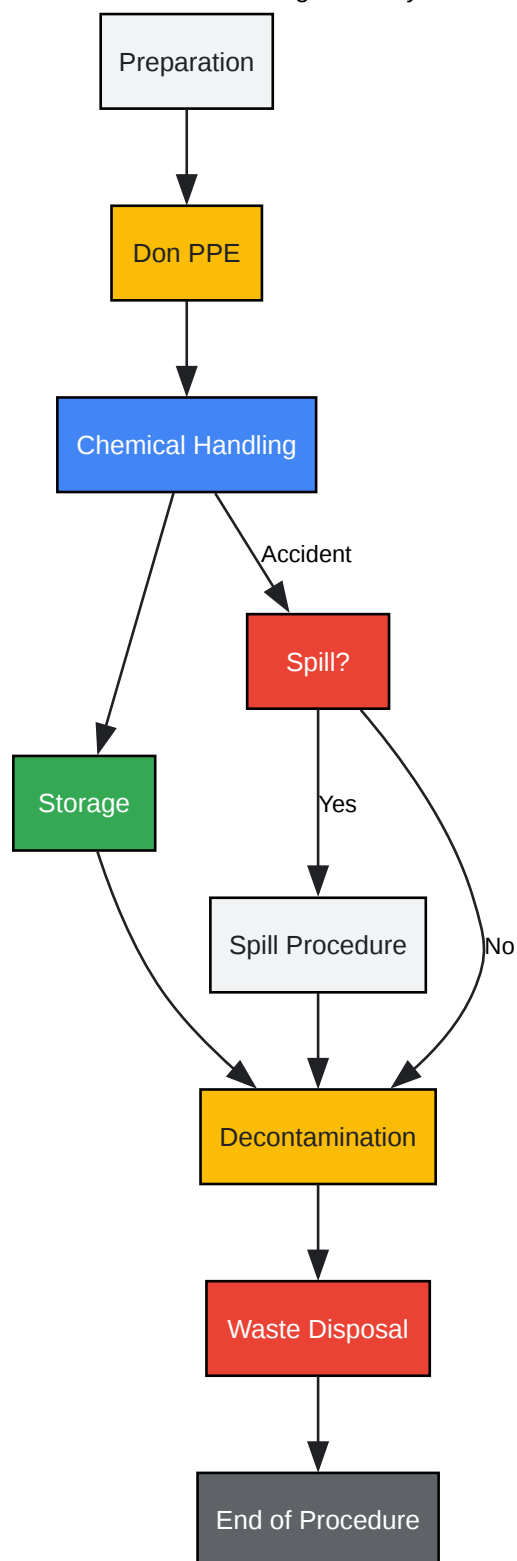 Preparation
Don PPE
Chemical Handling
Accident
Spill?
Storage
Yes
Spill Procedure
No
Decontamination
Waste Disposal
End of Procedure